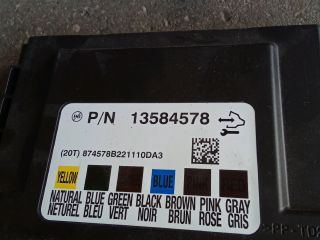 P/N 13584578
(20T) 874578B221110DA3
YELLOW BLUE
NATURAL BLUE GREEN BLACK BROWN PINK GRAY
NETUREL BLEU VERT NOIR BRUN ROSE GRIS